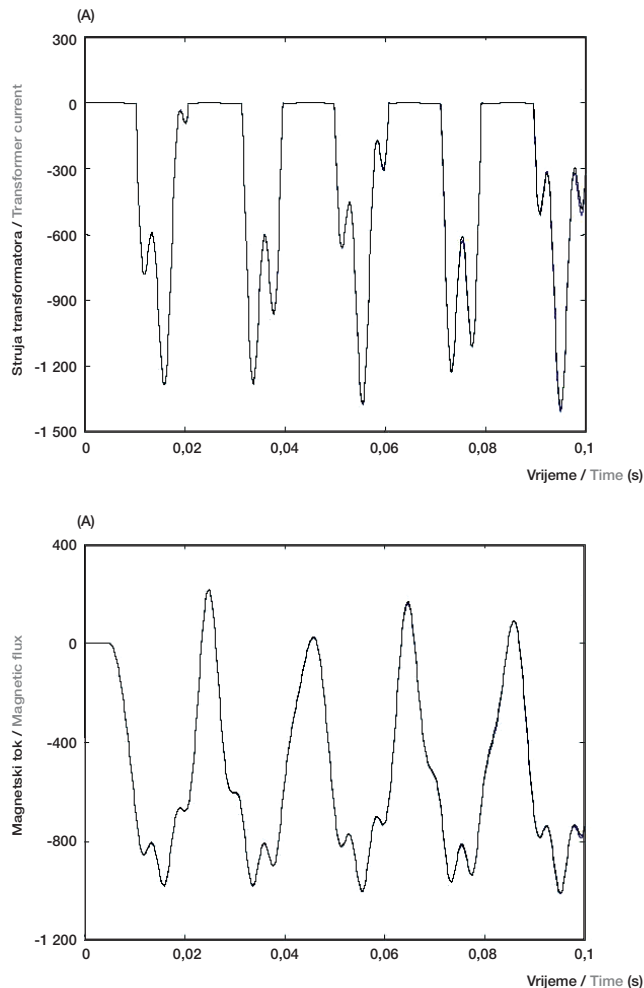 (A)
300
0
-300
-600
-900
-1 200
-1 500
Struja transformatora / Transformer current
0 0,02 0,04 0,06 0,08 0,1
Vrijeme / Time (s)
(A)
400
0
-400
-800
-1 200
Magnetski tok / Magnetic flux
0 0,02 0,04 0,06 0,08 0,1
Vrijeme / Time (s)